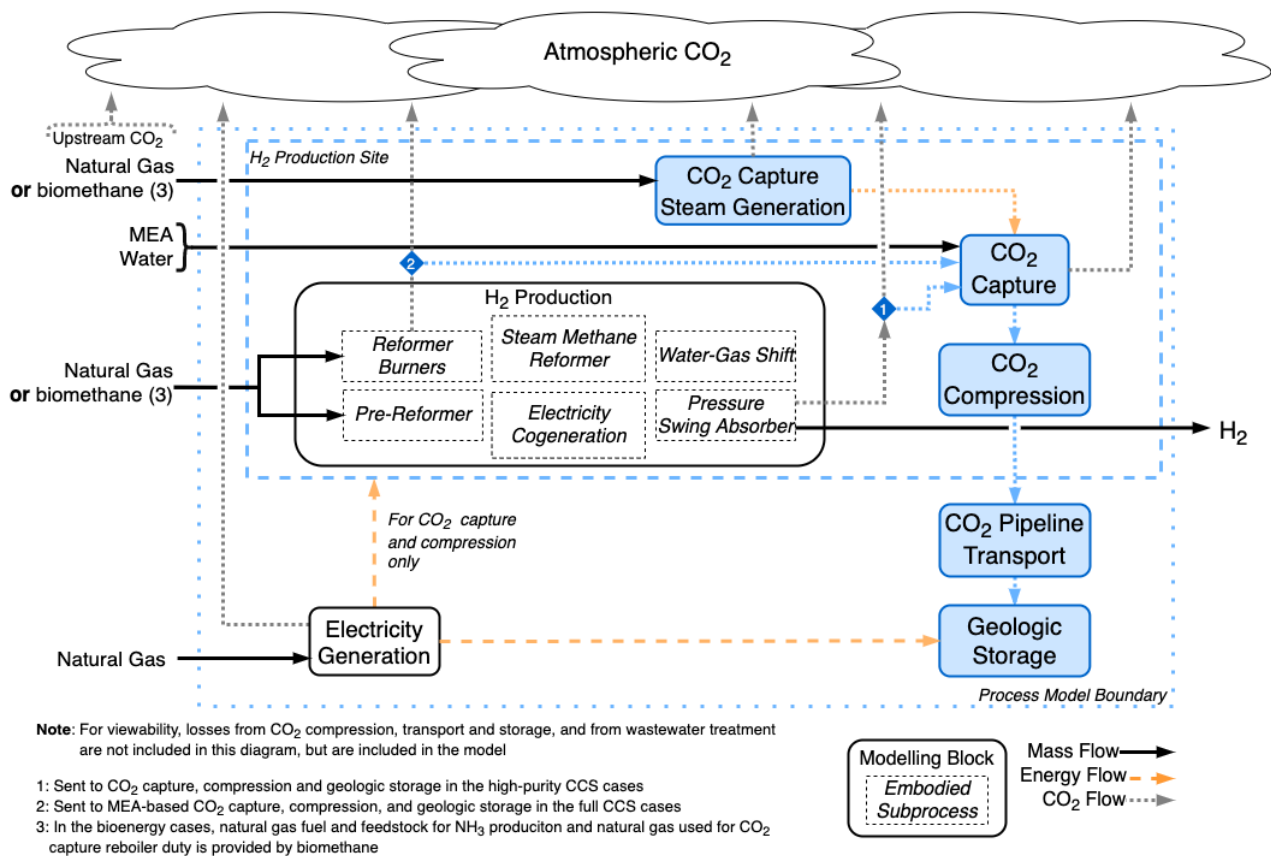 Atmospheric CO2
Upstream CO2
Natural Gas
or biomethane (3)
H2 Production Site
CO2 Capture
Steam Generation
MEA
Water
2
CO2
Capture
H2 Production
1
Reformer
Burners
Steam Methane
Reformer
Water-Gas Shift
CO2
Compression
Natural Gas
or biomethane (3)
Pre-Reformer
Electricity
Cogeneration
Pressure
Swing Absorber
H2
For CO2 capture
and compression
only
CO2 Pipeline
Transport
Natural Gas
Electricity
Generation
Geologic
Storage
Process Model Boundary
Note: For viewability, losses from CO2 compression, transport and storage, and from wastewater treatment
are not included in this diagram, but are included in the model
1: Sent to CO2 capture, compression and geologic storage in the high-purity CCS cases
2: Sent to MEA-based CO2 capture, compression, and geologic storage in the full CCS cases
3: In the bioenergy cases, natural gas fuel and feedstock for NH3 produciton and natural gas used for CO2
capture reboiler duty is provided by biomethane
Modelling Block
Embodied
Subprocess
Mass Flow
Energy Flow
CO2 Flow